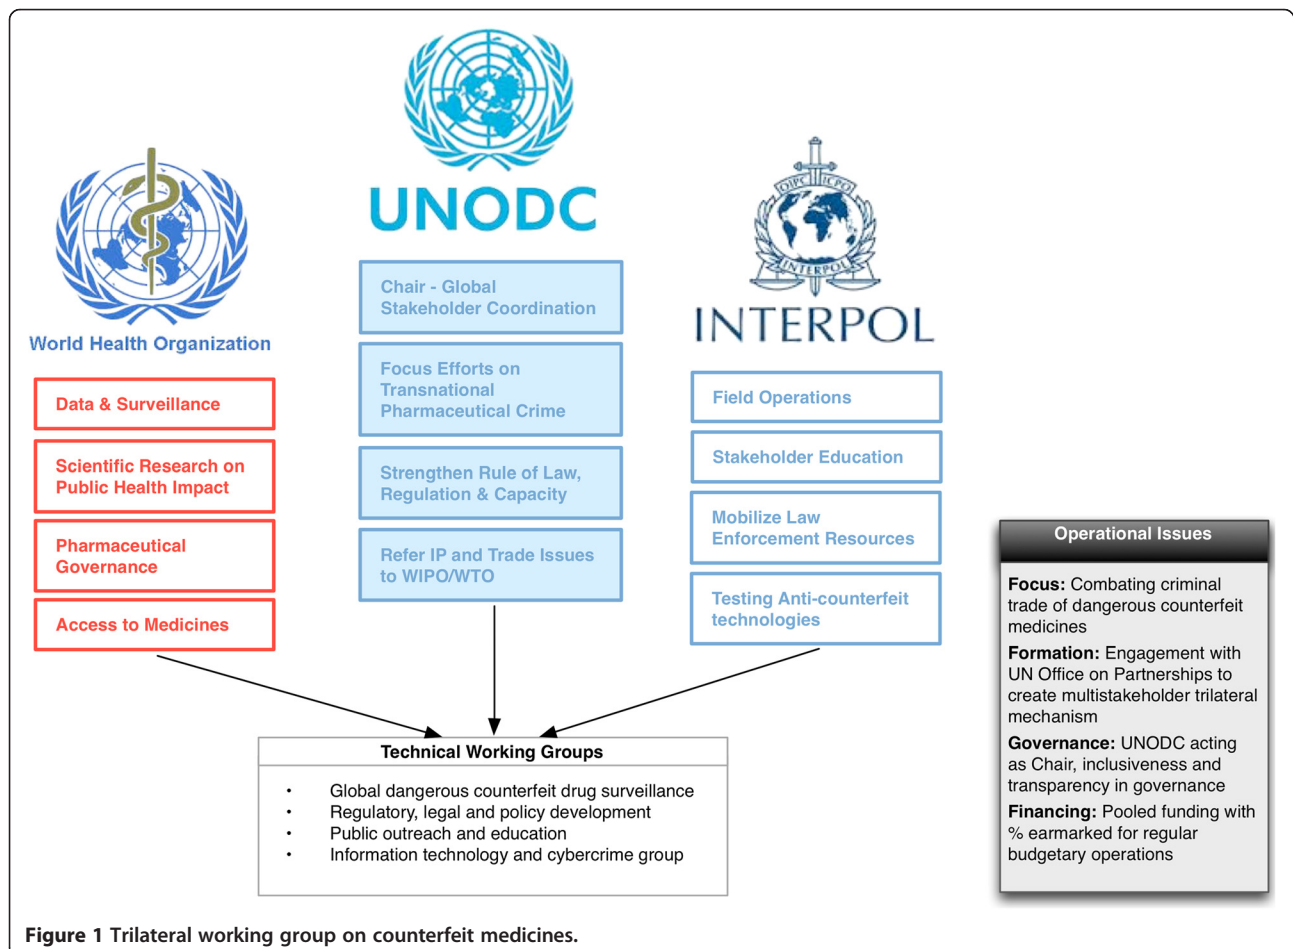 UNODC
World Health Organization
OIPC ICPO
INTERPOL
INTERPOL
Data & Surveillance
Scientific Research on
Public Health Impact
Pharmaceutical
Governance
Access to Medicines
Chair - Global
Stakeholder Coordination
Focus Efforts on
Transnational
Pharmaceutical Crime
Strengthen Rule of Law,
Regulation & Capacity
Refer IP and Trade Issues
to WIPO/WTO
Field Operations
Stakeholder Education
Mobilize Law
Enforcement Resources
Testing Anti-counterfeit
technologies
Technical Working Groups
• Global dangerous counterfeit drug surveillance
• Regulatory, legal and policy development
• Public outreach and education
• Information technology and cybercrime group
Operational Issues
Focus: Combating criminal
trade of dangerous counterfeit
medicines
Formation: Engagement with
UN Office on Partnerships to
create multistakeholder trilateral
mechanism
Governance: UNODC acting
as Chair, inclusiveness and
transparency in governance
Financing: Pooled funding with
% earmarked for regular
budgetary operations
Figure 1 Trilateral working group on counterfeit medicines.